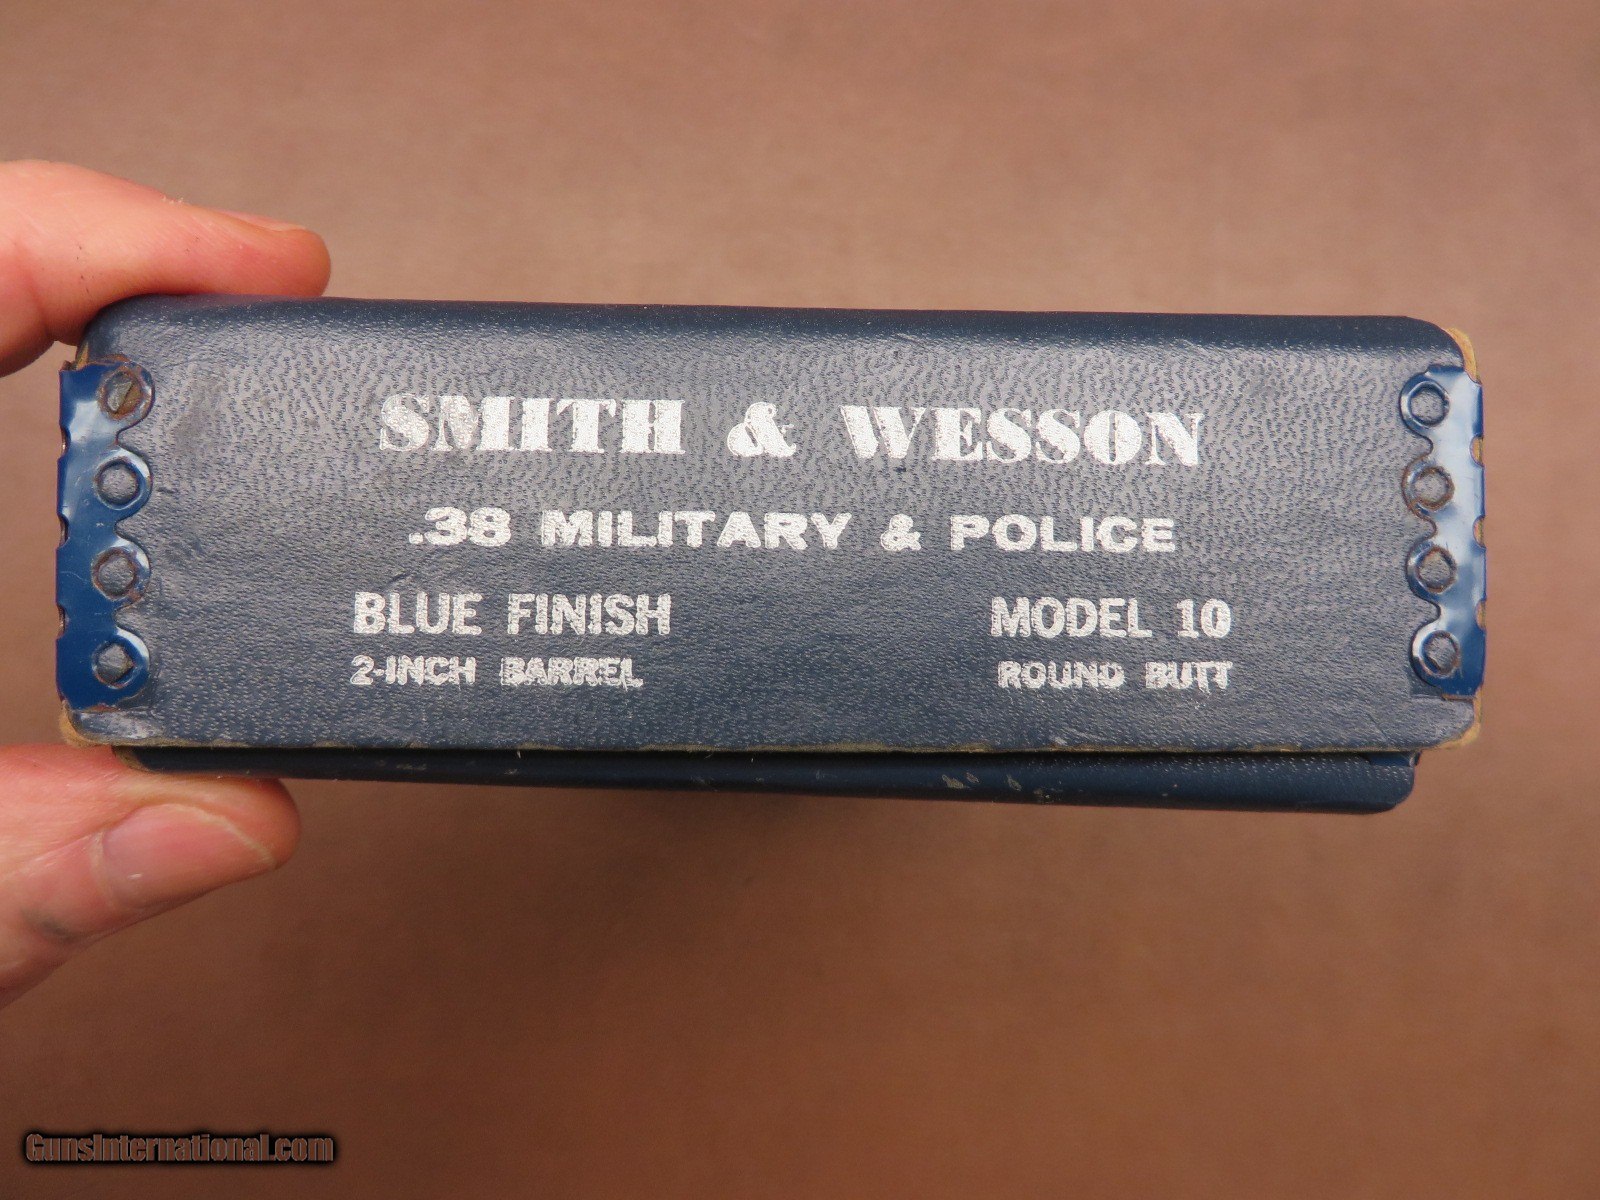 SMITH & WESSON
.38 MILITARY & POLICE
BLUE FINISH MODEL 10
2-INCH BARREL ROUND BUTT
GunsInternational.com